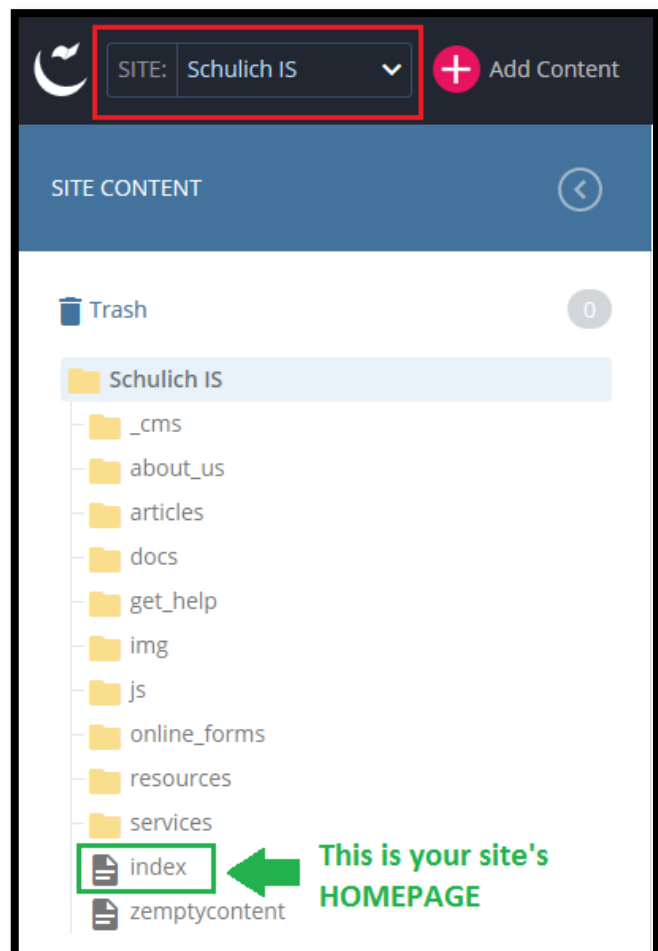 SITE: Schulich IS Add Content
SITE CONTENT
Trash 0
Schulich IS
_cms
about_us
articles
docs
get_help
img
js
online_forms
resources
services
index
This is your site's
HOMEPAGE
zemptycontent